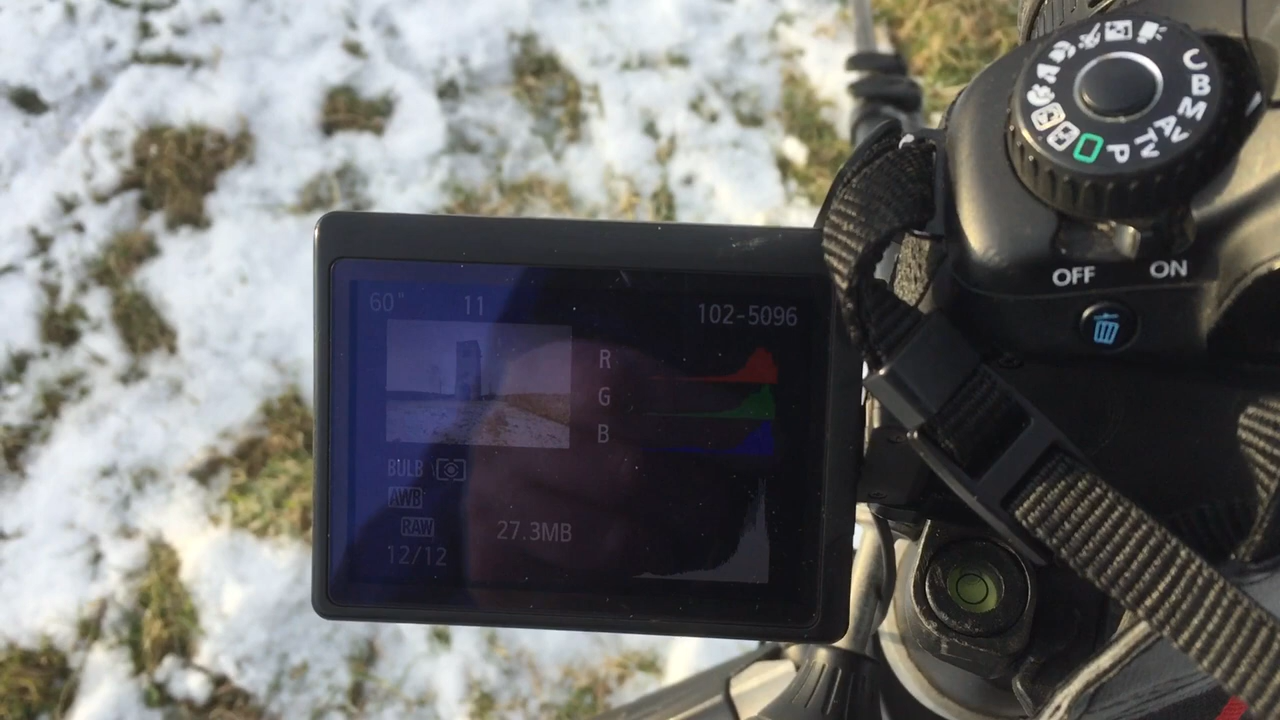 60" 11 102-5096
R
G
B
BULB
AWB
RAW 27.3MB
12/12
C
B
M
Av
Tv
P
OFF ON